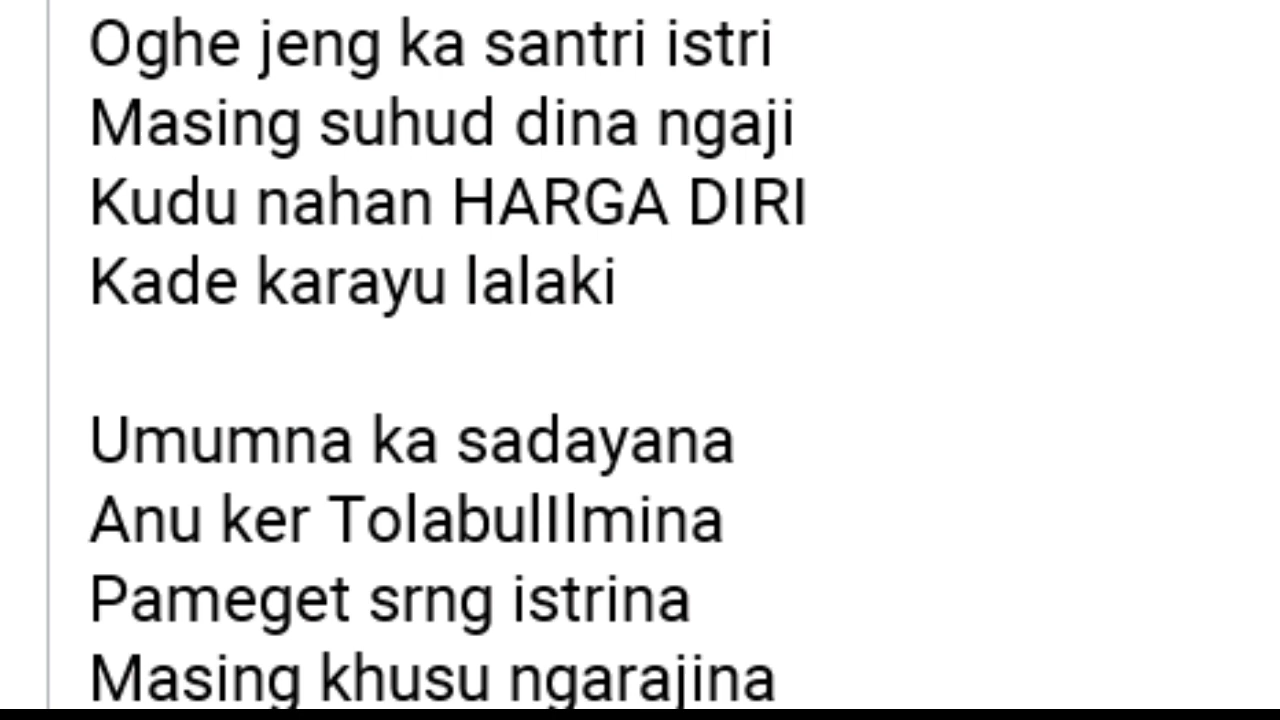 Oghe jeng ka santri istri
Masing suhud dina ngaji
Kudu nahan HARGA DIRI
Kade karayu lalaki
Umumna ka sadayana
Anu ker TolabulIlmina
Pameget srng istrina
Masing khusu ngarajina